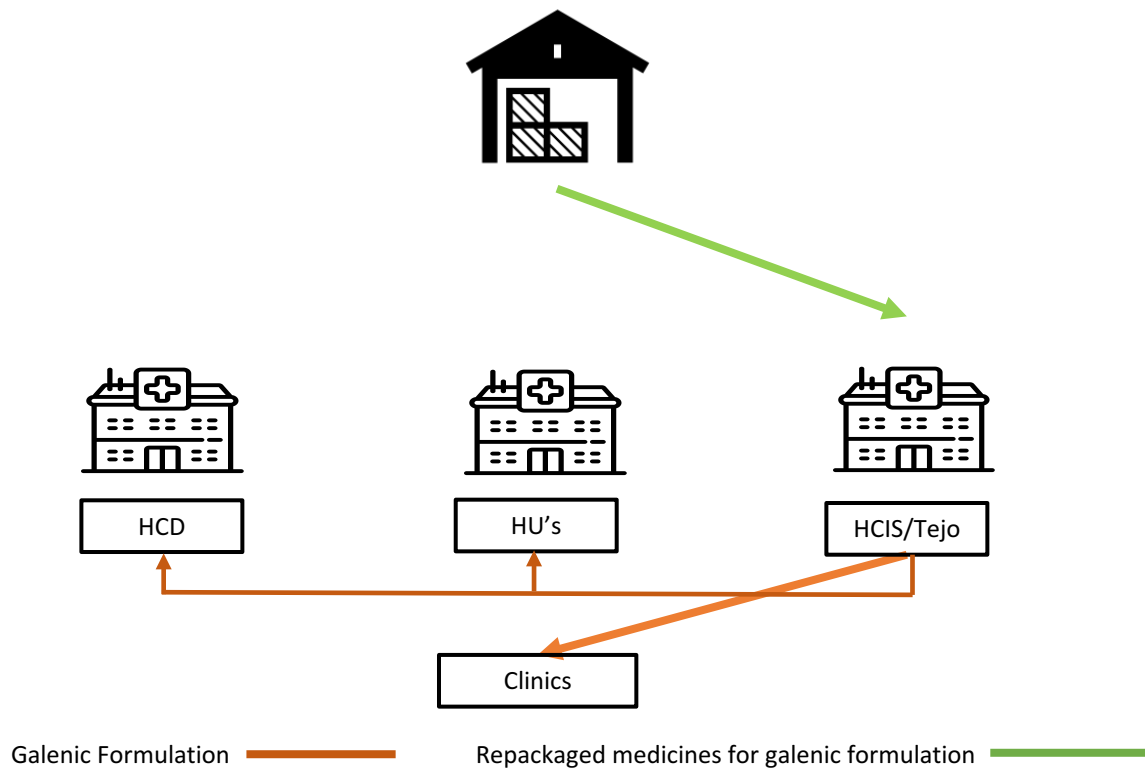 HCD
HU's
HCIS/Tejo
Clinics
Galenic Formulation
Repackaged medicines for galenic formulation